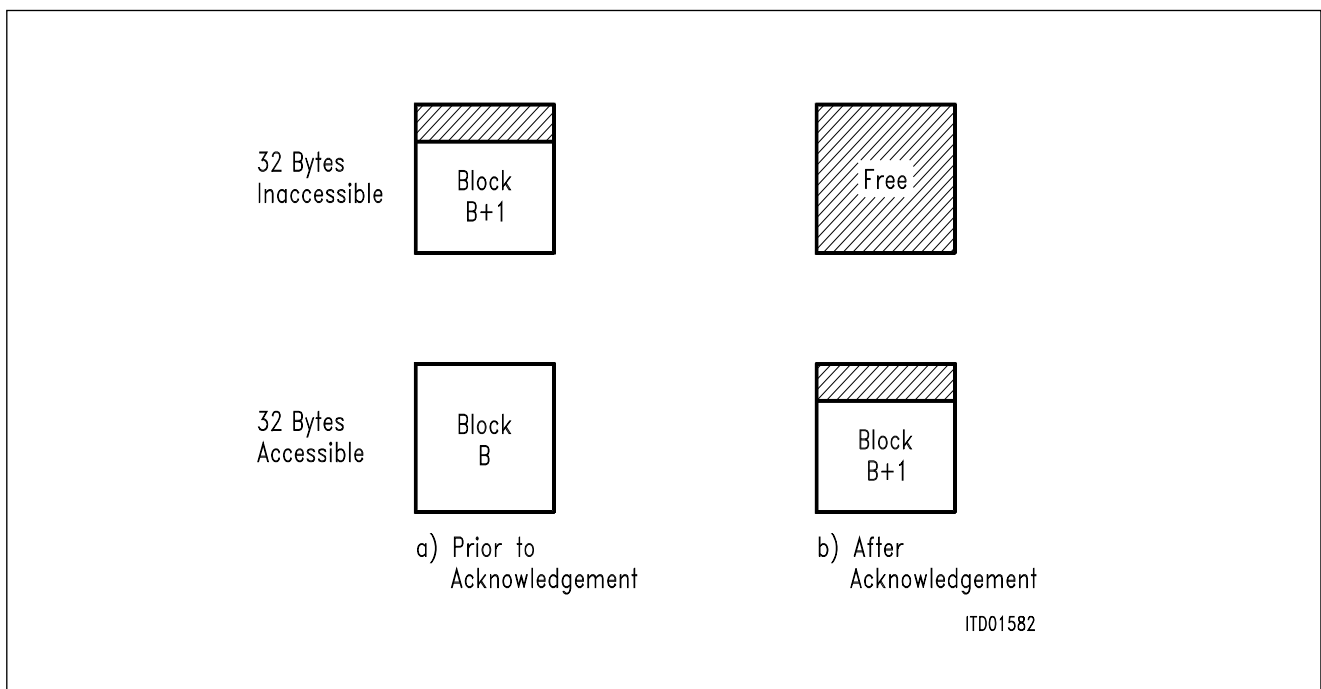 32 Bytes
Inaccessible
Block
B+1
Free
32 Bytes
Accessible
Block
B
Block
B+1
a) Prior to
Acknowledgement
b) After
Acknowledgement
ITD01582